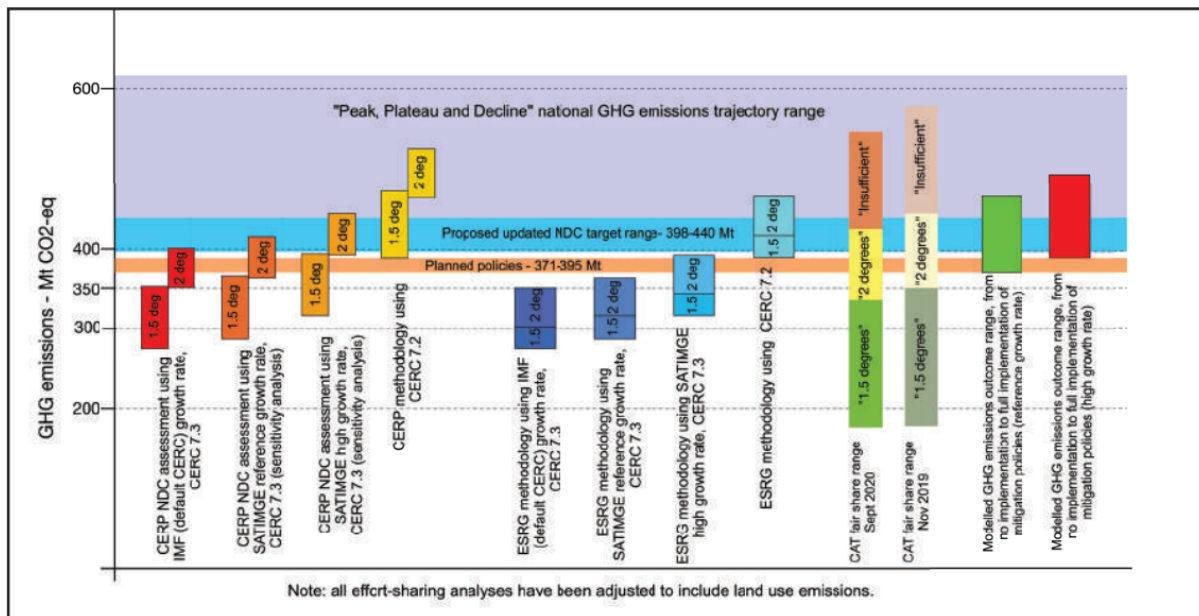 GHG emissions - Mt CO2-eq
600
400
350
300
200
"Peak, Plateau and Decline" national GHG emissions trajectory range
Proposed updated NDC target range- 398-440 Mt
Planned policies - 371-395 Mt
1.5 deg
2 deg
1.5 deg
2 deg
1.5 deg
2 deg
1.5 deg
2 deg
1.5
2 deg
1.5
2 deg
1.5
2 deg
1.5
2 deg
"Insufficient"
"2 degrees"
"1.5 degrees"
"Insufficient"
"2 degrees"
"1.5 degrees"
CERP NDC assessment using
IMF (default CERC) growth rate,
CERC 7.3
CERP NDC assessment using
SATIMGE reference growth rate,
CERC 7.3 (sensitivity analysis)
CERP NDC assessment using
SATIMGE high growth rate,
CERC 7.3 (sensitivity analysis)
CERP methodology using
CERC 7.2
ESRG methodology using IMF
(default CERC) growth rate,
CERC 7.3
ESRG methodology using
SATIMGE reference growth rate,
CERC 7.3
ESRG methodology using SATIMGE
high growth rate, CERC 7.3
ESRG methodology using CERC 7.2
CAT fair share range
Sept 2020
CAT fair share range
Nov 2019
Modelled GHG emissions outcome range, from
no implementation to full implementation of
mitigation policies (reference growth rate)
Modelled GHG emissions outcome range, from
no implementation to full implementation of
mitigation policies (high growth rate)
Note: all effort-sharing analyses have been adjusted to include land use emissions.